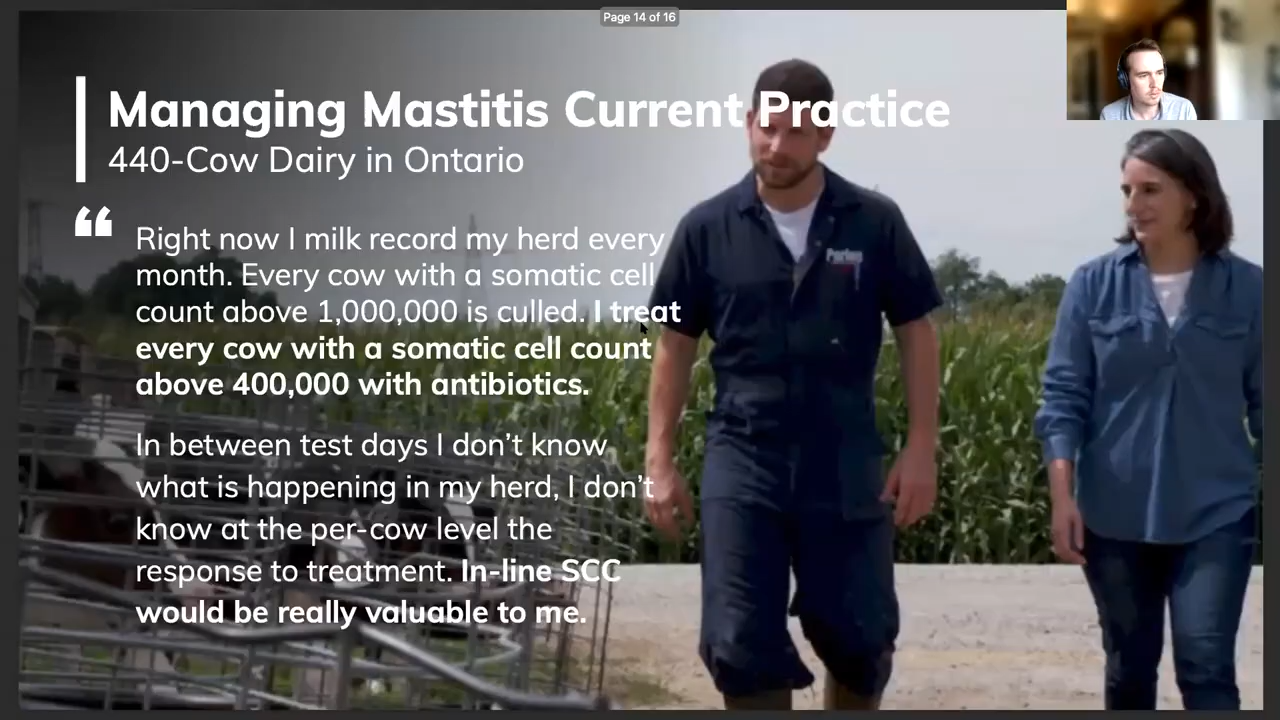 Page 14 of 16
Managing Mastitis Current Practice
440-Cow Dairy in Ontario
“
Right now I milk record my herd every
month. Every cow with a somatic cell
count above 1,000,000 is culled. I treat
every cow with a somatic cell count
above 400,000 with antibiotics.
In between test days I don’t know
what is happening in my herd, I don’t
know at the per-cow level the
response to treatment. In-line SCC
would be really valuable to me.